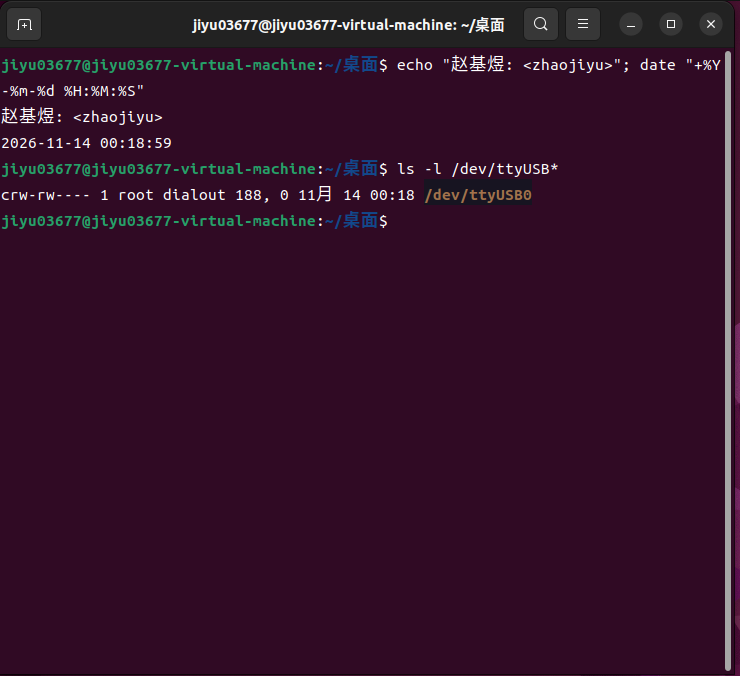 jiyu03677@jiyu03677-virtual-machine: ~/桌面
jiyu03677@jiyu03677-virtual-machine:~/桌面$ echo "赵基煜: <zhaojiyu>"; date "+%Y
-%m-%d %H:%M:%S"
赵基煜: <zhaojiyu>
2026-11-14 00:18:59
jiyu03677@jiyu03677-virtual-machine:~/桌面$ ls -l /dev/ttyUSB*
crw-rw---- 1 root dialout 188, 0 11月 14 00:18 /dev/ttyUSB0
jiyu03677@jiyu03677-virtual-machine:~/桌面$